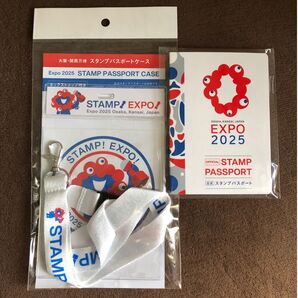 大阪・関西万博 スタンプパスポートケース
Expo 2025 STAMP PASSPORT CASE
STAMP! EXPO!
Expo 2025 Osaka, Kansai, Japan
STAMP! EXPO!
2025
STAMP
OSAKA, KANSAI, JAPAN
EXPO
2025
OFFICIAL STAMP
PASSPORT
公式 スタンプパスポート